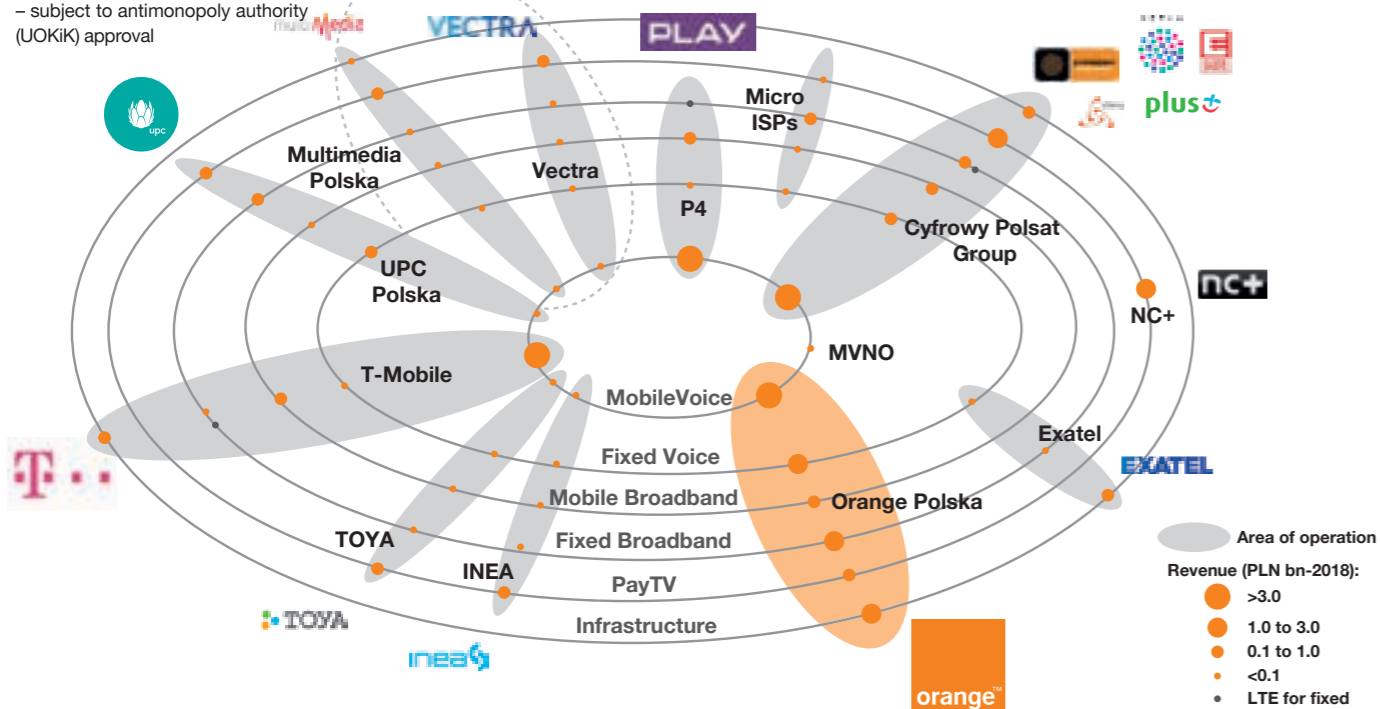 – subject to antimonopoly authority
(UOKiK) approval
multiMedia
VECTRA
PLAY
upc
plus
Multimedia
Polska
Vectra
Micro
ISPs
P4
Cyfrowy Polsat
Group
UPC
Polska
nc+
NC+
MVNO
T-Mobile
MobileVoice
T
Exatel
EXATEL
Fixed Voice
Mobile Broadband
Orange Polska
TOYA
Fixed Broadband
INEA
PayTV
Infrastructure
TOYA
inea
orange™
Area of operation
Revenue (PLN bn-2018):
>3.0
1.0 to 3.0
0.1 to 1.0
<0.1
LTE for fixed